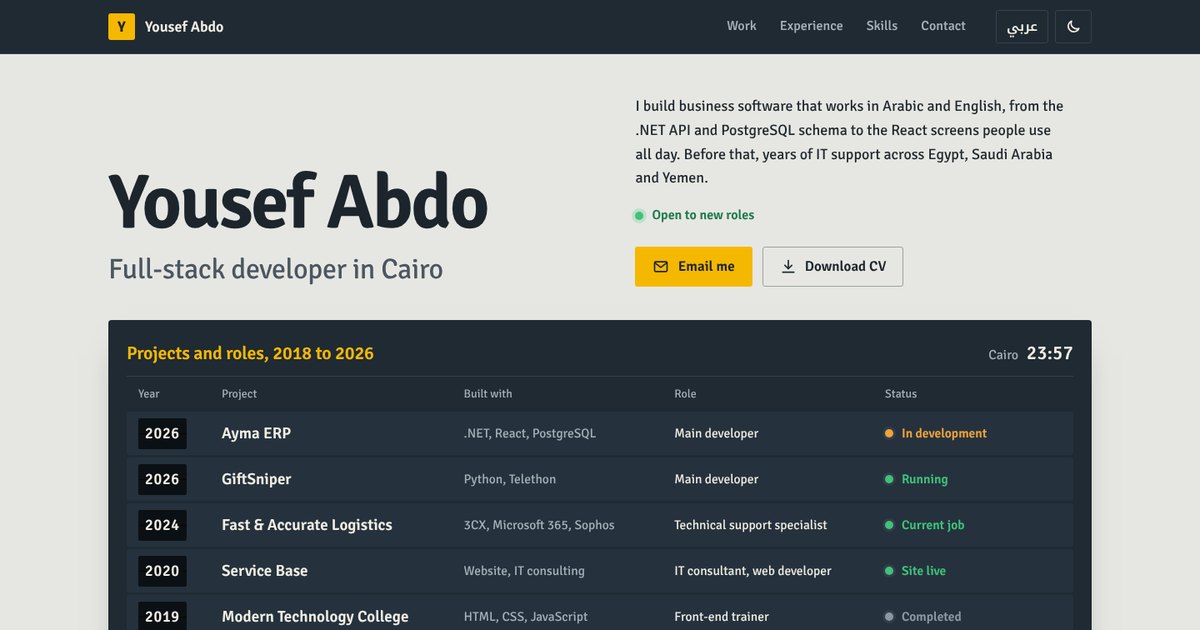 Y Yousef Abdo
Work Experience Skills Contact عربي
I build business software that works in Arabic and English, from the
.NET API and PostgreSQL schema to the React screens people use
all day. Before that, years of IT support across Egypt, Saudi Arabia
and Yemen.
Open to new roles
Email me Download CV
Yousef Abdo
Full-stack developer in Cairo
Projects and roles, 2018 to 2026 Cairo 23:57
Year Project Built with Role Status
2026 Ayma ERP .NET, React, PostgreSQL Main developer In development
2026 GiftSniper Python, Telethon Main developer Running
2024 Fast & Accurate Logistics 3CX, Microsoft 365, Sophos Technical support specialist Current job
2020 Service Base Website, IT consulting IT consultant, web developer Site live
2019 Modern Technology College HTML, CSS, JavaScript Front-end trainer Completed